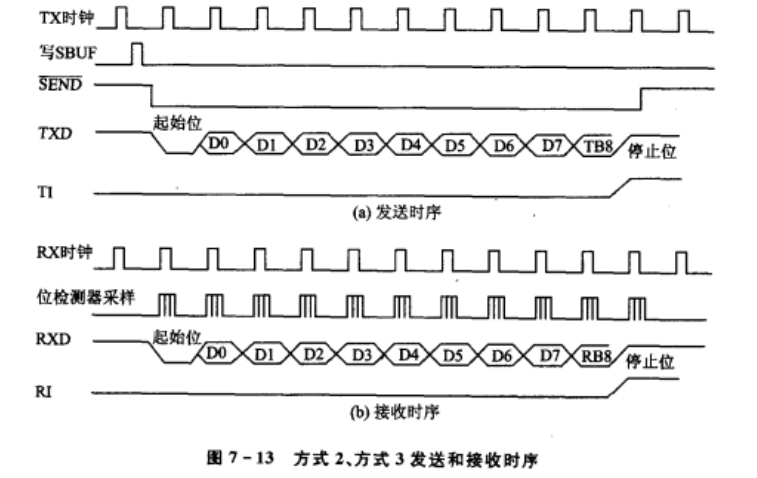 TX时钟
写SBUF
SEND
TXD 起始位 D0 D1 D2 D3 D4 D5 D6 D7 TB8 停止位
TI
(a) 发送时序
RX时钟
位检测器采样
RXD 起始位 D0 D1 D2 D3 D4 D5 D6 D7 RB8 停止位
RI
(b) 接收时序
图 7-13 方式 2、方式 3 发送和接收时序